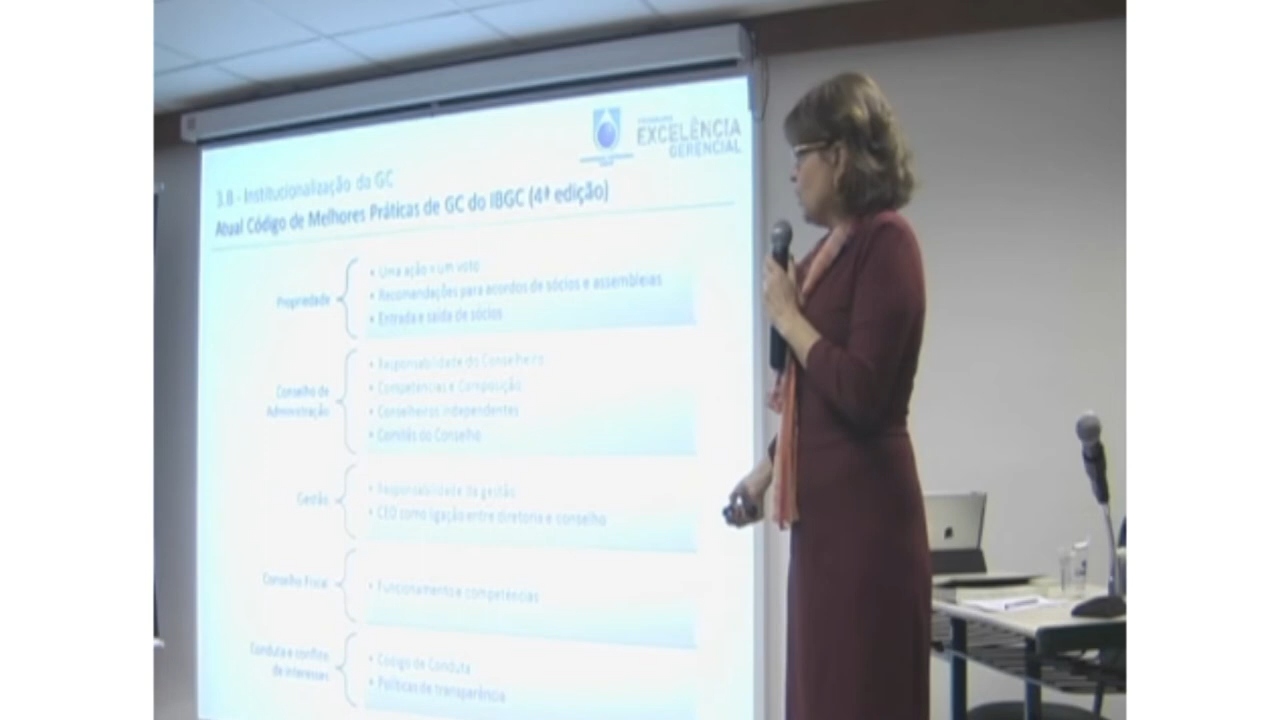 EXCELÊNCIA
GERENCIAL
3.8 - Institucionalização da GC
Atual Código de Melhores Práticas de GC do IBGC (4ª edição)
Propriedade
• Uma ação = um voto
• Recomendações para acordos de sócios e assembleias
• Entrada e saída de sócios
Conselho de
Administração
• Responsabilidade do Conselheiro
• Competências e Composição
• Conselheiros independentes
• Comitês do Conselho
Gestão
• Responsabilidade da gestão
• CEO como ligação entre diretoria e conselho
Conselho Fiscal
• Funcionamento e competências
Conduta e conflito
de interesses
• Código de Conduta
• Políticas de transparência